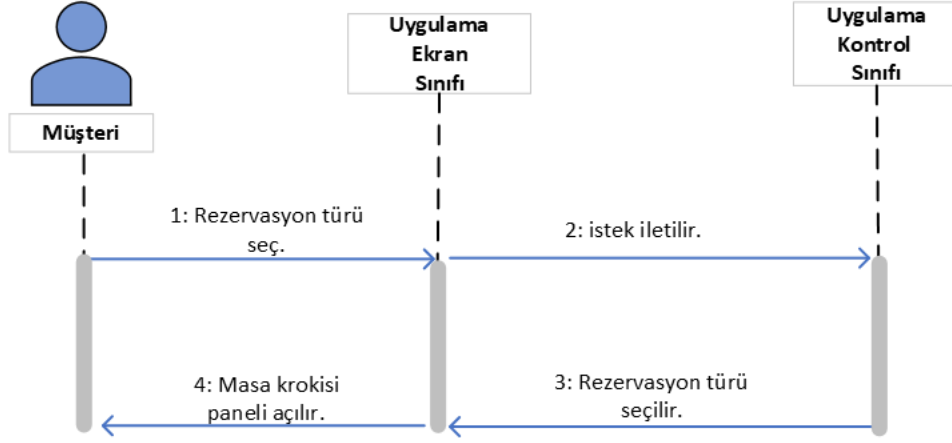 Uygulama
Ekran
Sınıfı
Uygulama
Kontrol
Sınıfı
Müşteri
1: Rezervasyon türü
seç.
2: istek iletilir.
4: Masa krokisi
paneli açılır.
3: Rezervasyon türü
seçilir.